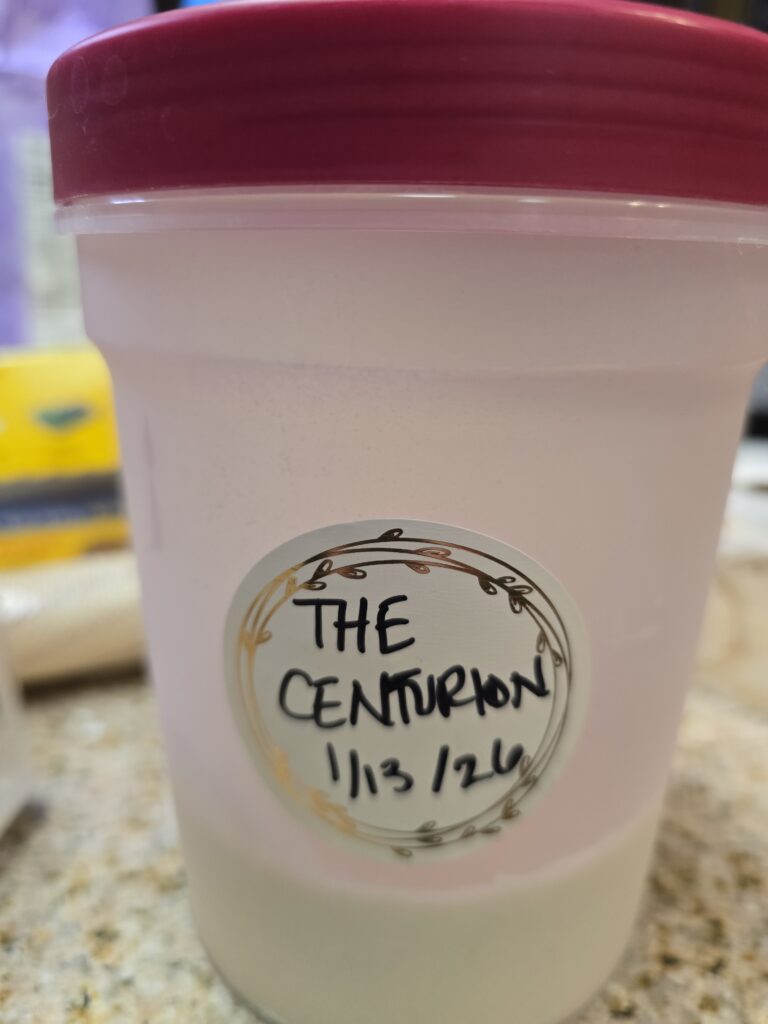 THE
CENTURION
1/13/26